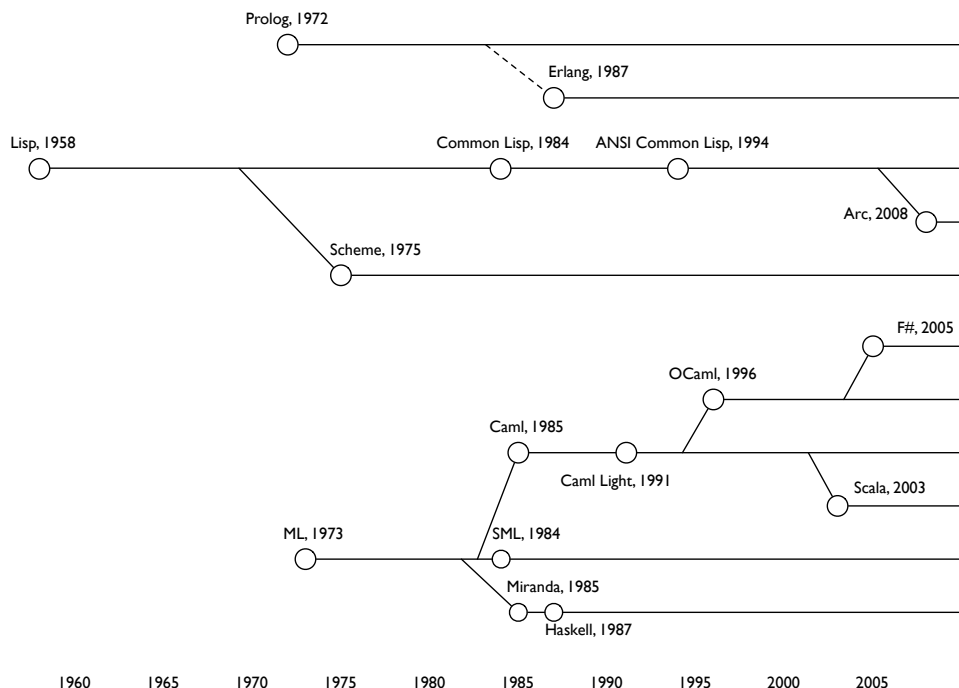 Prolog, 1972
Erlang, 1987
Lisp, 1958
Common Lisp, 1984
ANSI Common Lisp, 1994
Arc, 2008
Scheme, 1975
F#, 2005
OCaml, 1996
Caml, 1985
Caml Light, 1991
Scala, 2003
ML, 1973
SML, 1984
Miranda, 1985
Haskell, 1987
1960 1965 1970 1975 1980 1985 1990 1995 2000 2005